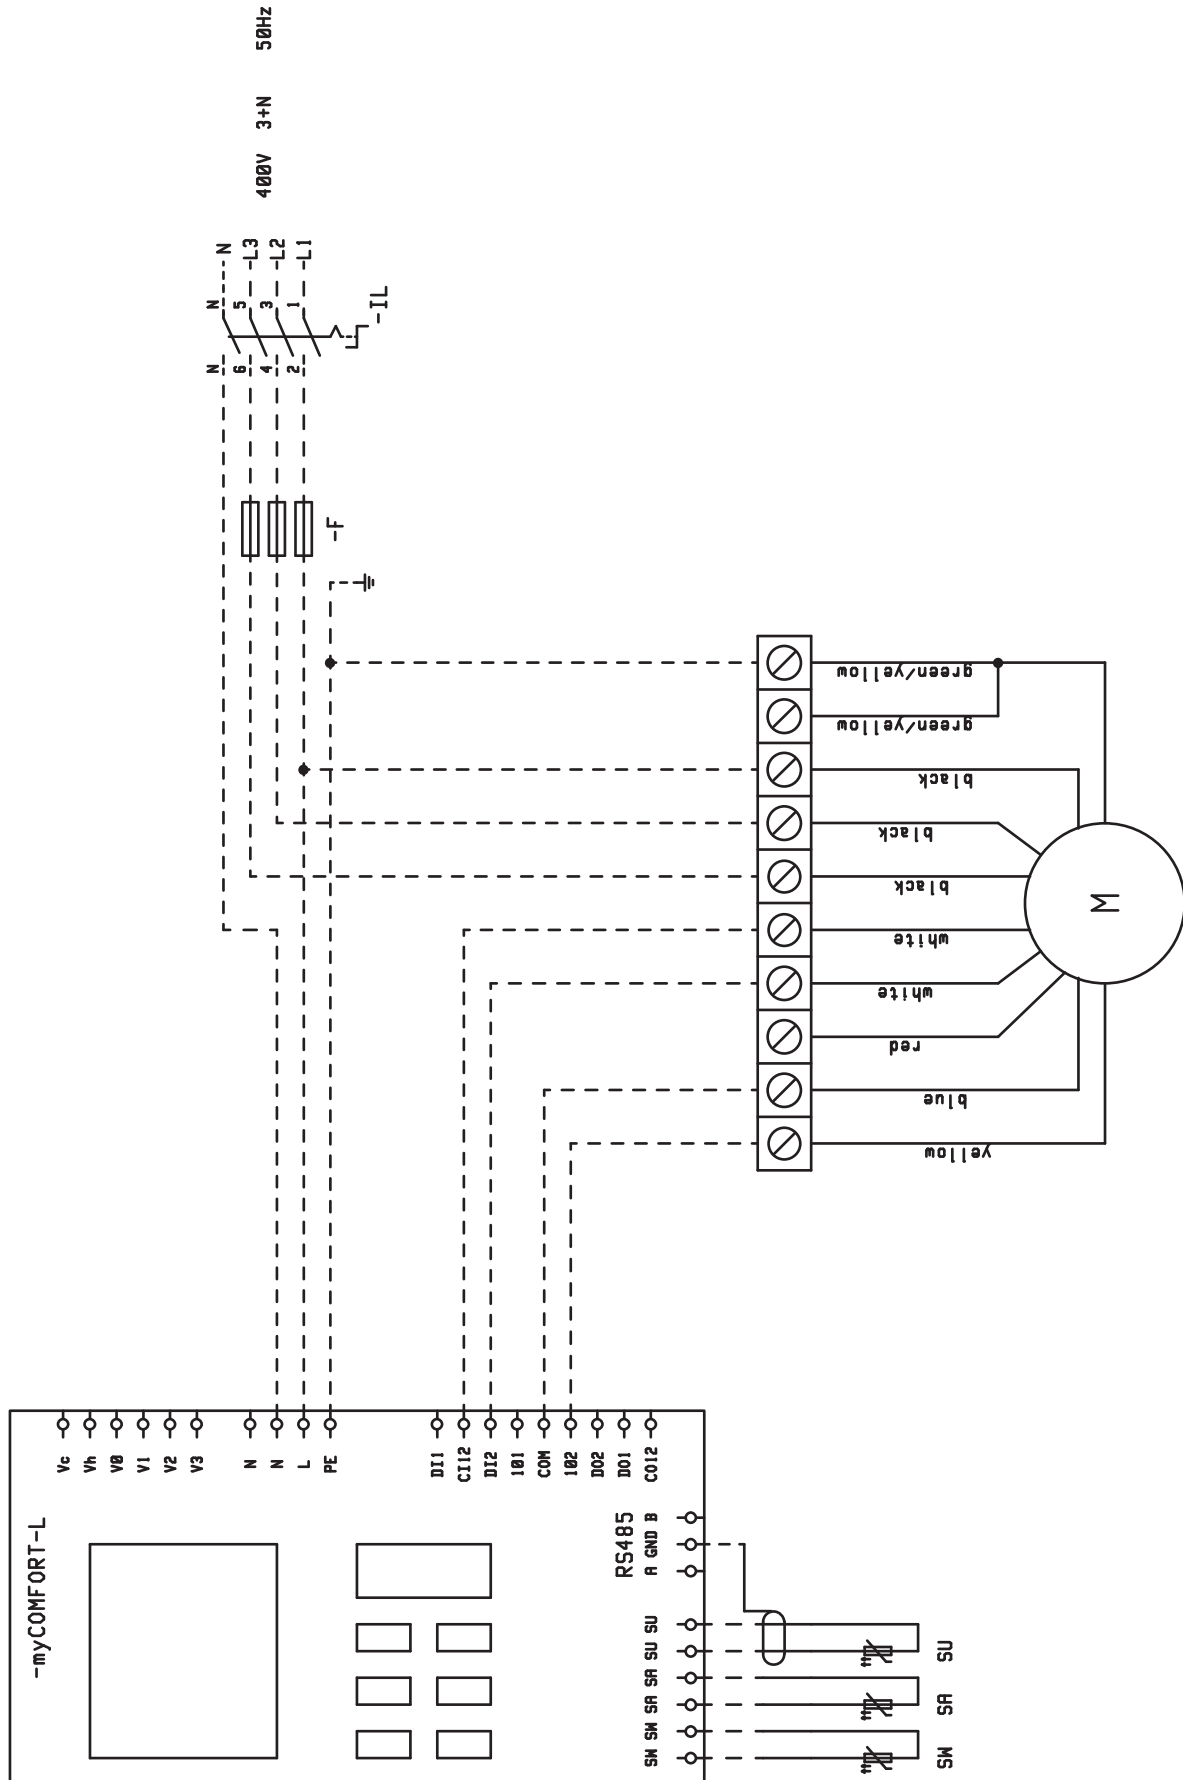 400V 3+N 50Hz
N
L3
L2
L1
N
5
3
1
N
6
4
2
-IL
-F
green/yellow
green/yellow
black
black
black
white
white
red
blue
yellow
M
-myCOMFORT-L
Vc
Vh
V0
V1
V2
V3
N
N
L
PE
DI1
CI12
DI2
101
COM
102
DO2
DO1
CO12
RS485
A GND B
SW SW SA SA SU SU
SU
SA
SW